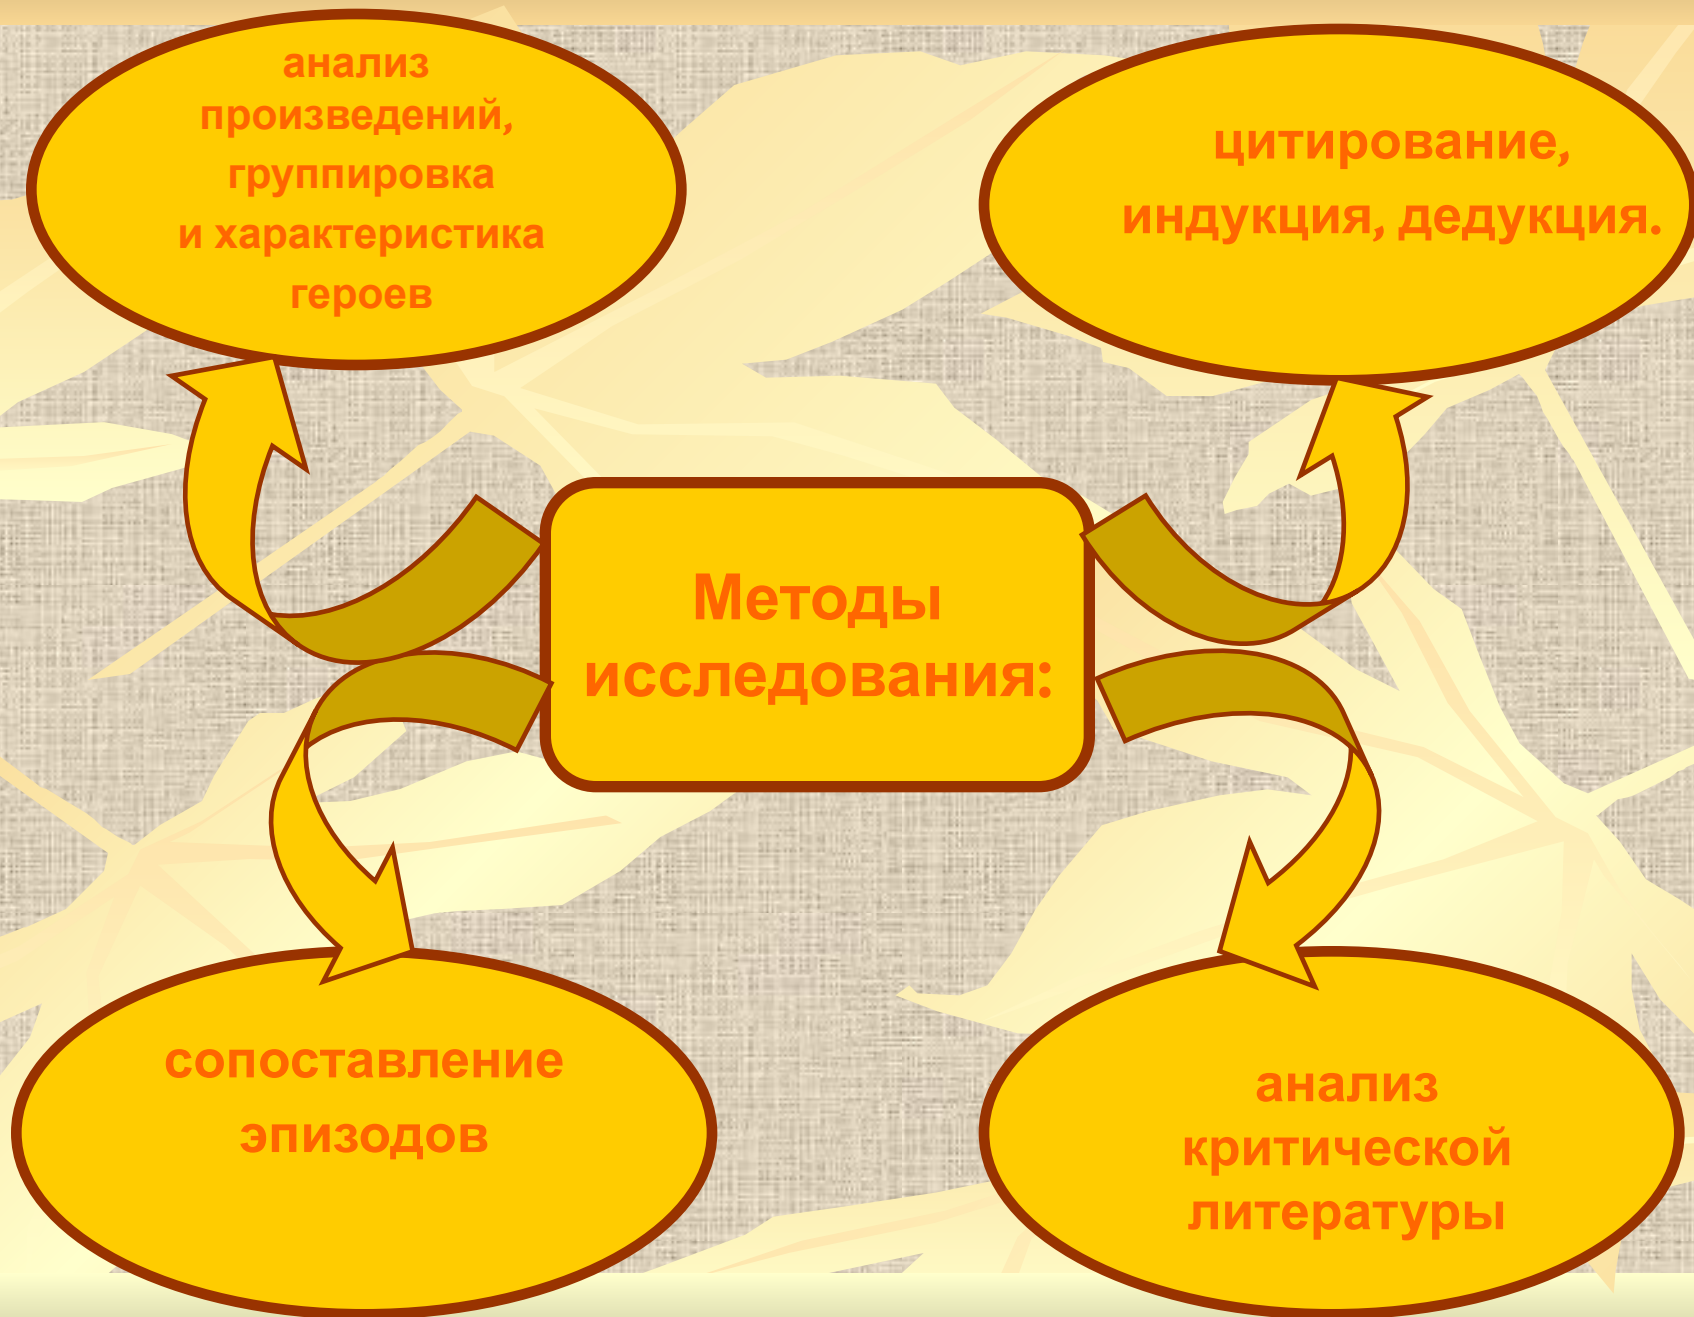 анализ
произведений,
группировка
и характеристика
героев
цитирование,
индукция, дедукция.
Методы
исследования:
сопоставление
эпизодов
анализ
критической
литературы